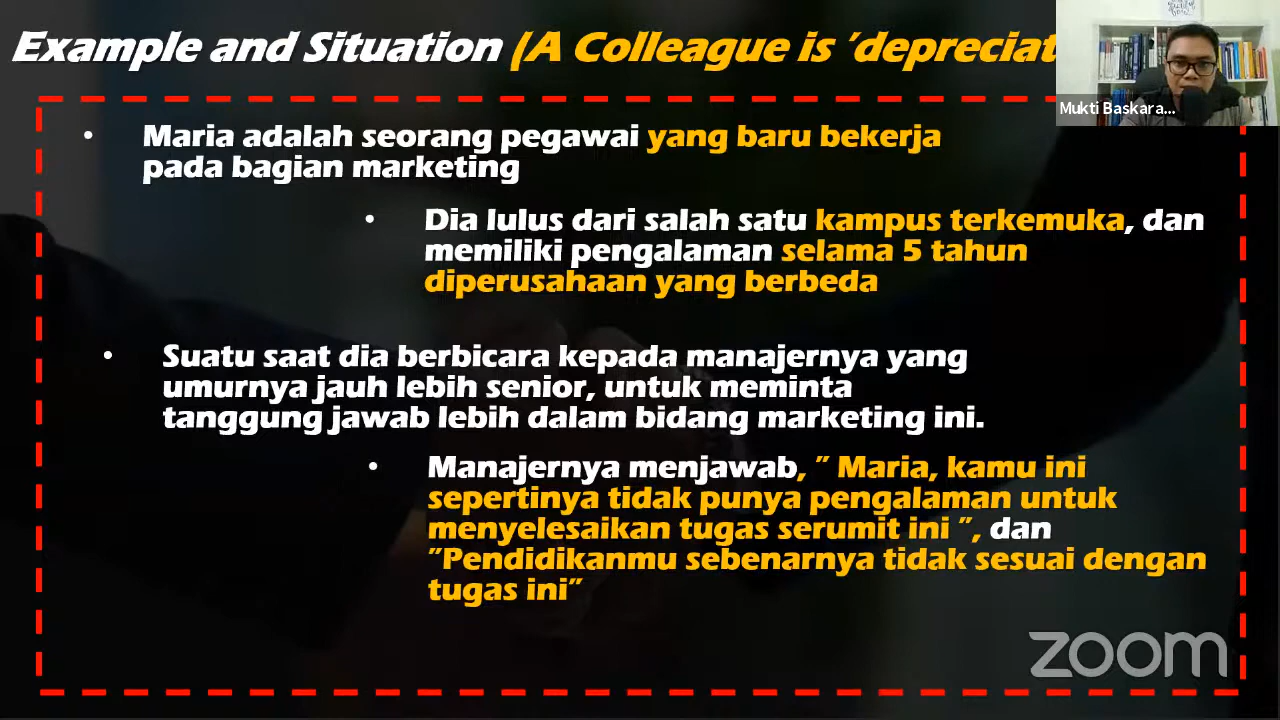 Example and Situation (A Colleague is 'depreciat
Mukti Baskara...
• Maria adalah seorang pegawai yang baru bekerja
pada bagian marketing
• Dia lulus dari salah satu kampus terkemuka, dan
memiliki pengalaman selama 5 tahun
diperusahaan yang berbeda
• Suatu saat dia berbicara kepada manajernya yang
umurnya jauh lebih senior, untuk meminta
tanggung jawab lebih dalam bidang marketing ini.
• Manajernya menjawab, " Maria, kamu ini
sepertinya tidak punya pengalaman untuk
menyelesaikan tugas serumit ini ", dan
"Pendidikanmu sebenarnya tidak sesuai dengan
tugas ini"
zoom